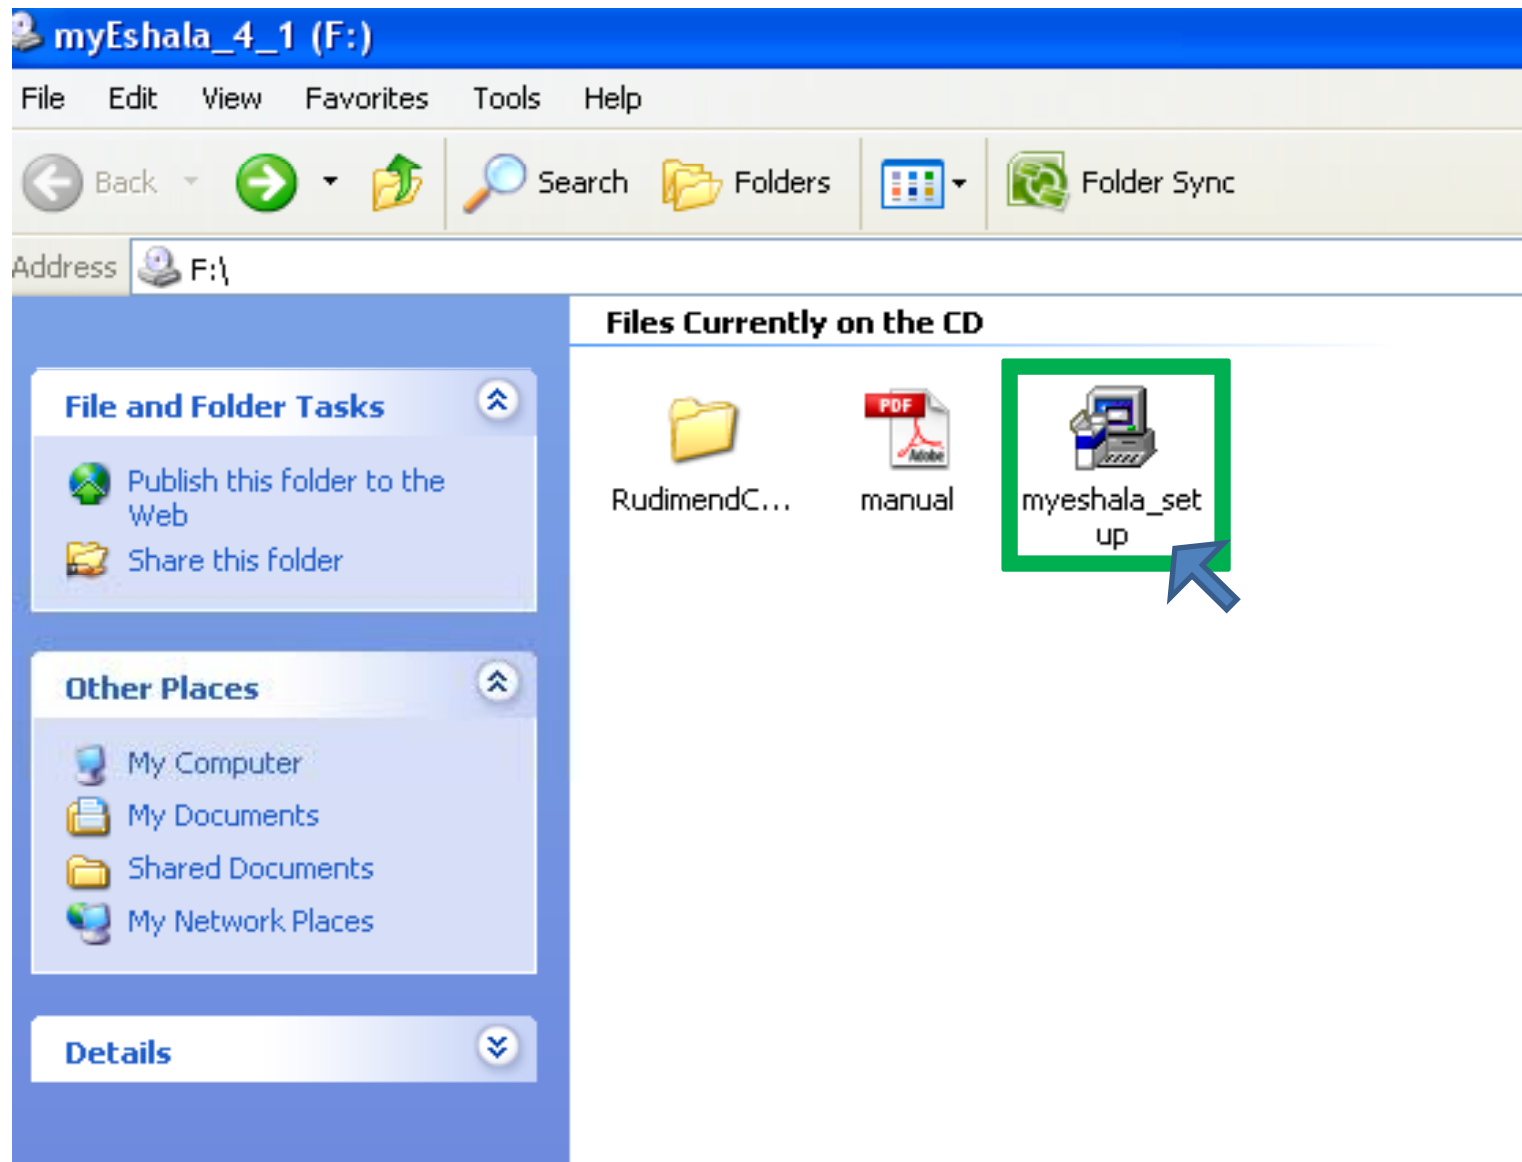 myEshala_4_1 (F:)
File Edit View Favorites Tools Help
Back Search Folders Folder Sync
Address F:\
Files Currently on the CD
File and Folder Tasks
Publish this folder to the
Web
Share this folder
PDF
Adobe
RudimendC... manual myeshala_set
up
Other Places
My Computer
My Documents
Shared Documents
My Network Places
Details